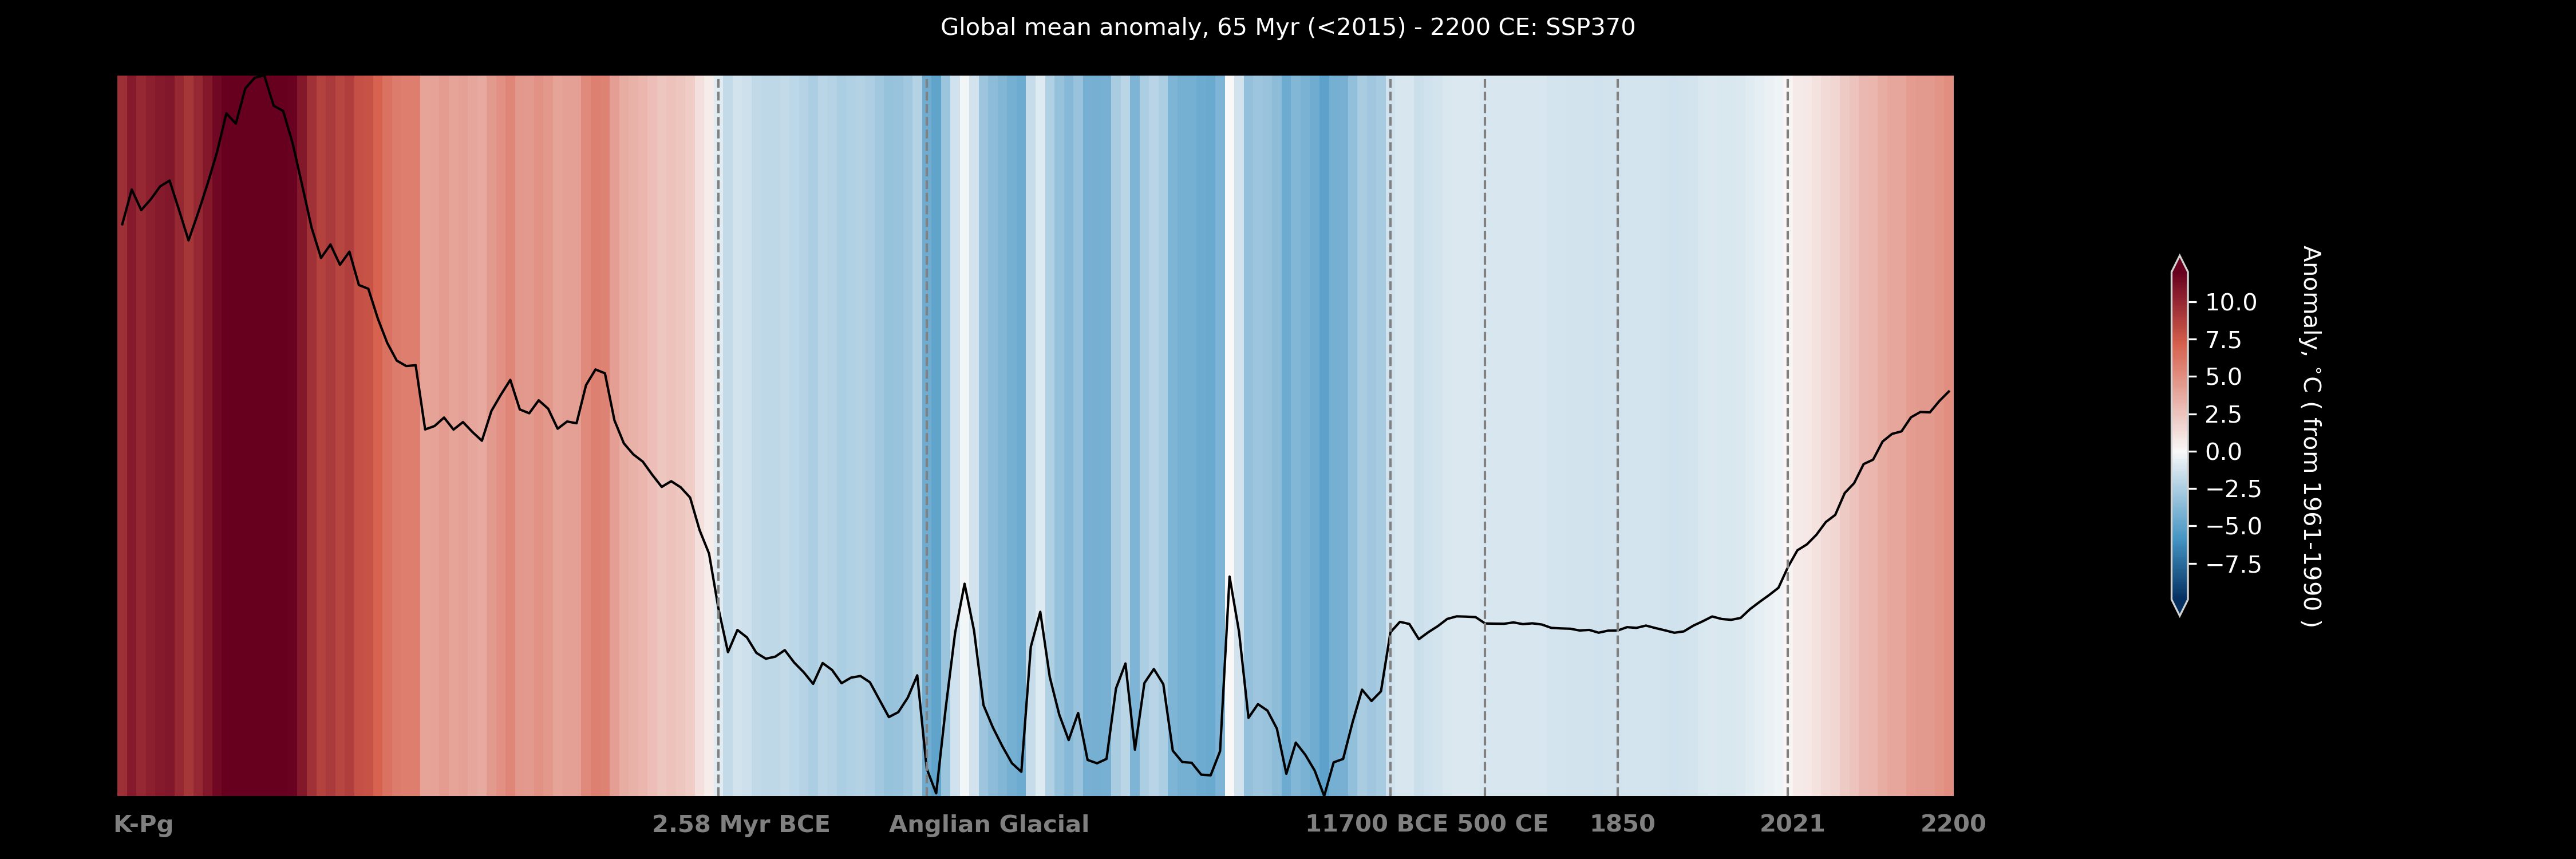 Global mean anomaly, 65 Myr (<2015) - 2200 CE: SSP370
10.0
7.5
5.0
2.5
0.0
−2.5
−5.0
−7.5
Anomaly, °C ( from 1961-1990 )
K-Pg 2.58 Myr BCE Anglian Glacial 11700 BCE 500 CE 1850 2021 2200